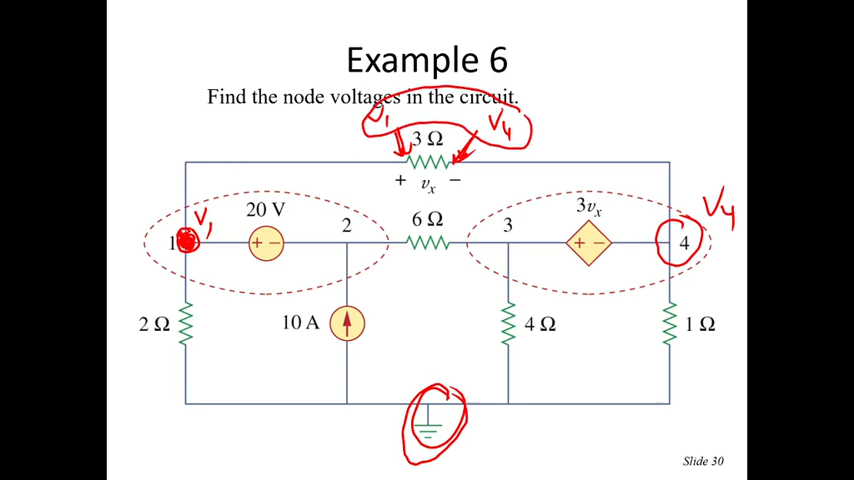 Example 6
Find the node voltages in the circuit.
V₁ V₄
3 Ω
+ vₓ −
V₁ 20 V 2 6 Ω 3 3vₓ V₄
1 + − + − 4
2 Ω 10 A 4 Ω 1 Ω
Slide 30